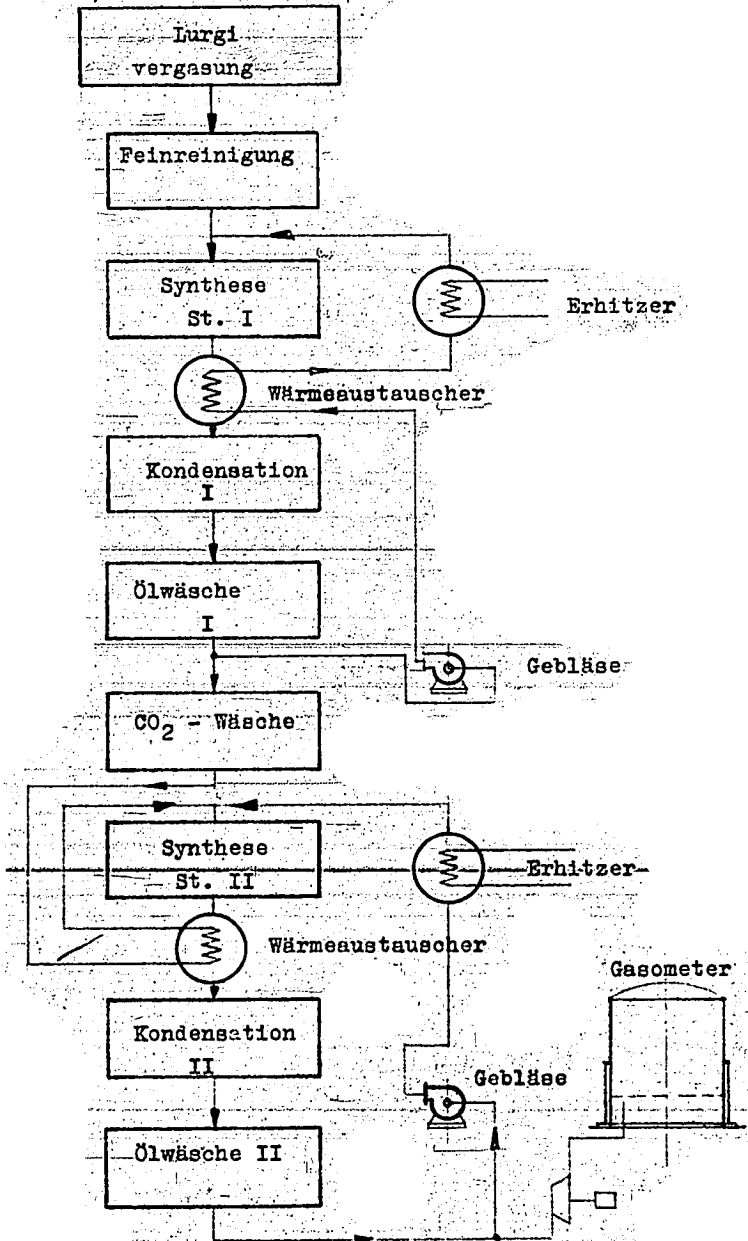 Lurgi
vergasung
Feinreinigung
Synthese
St. I
Erhitzer
Wärmeaustauscher
Kondensation
I
Ölwäsche
I
Gebläse
CO₂ - Wäsche
Synthese
St. II
Erhitzer
Wärmeaustauscher
Gasometer
Kondensation
II
Gebläse
Ölwäsche II